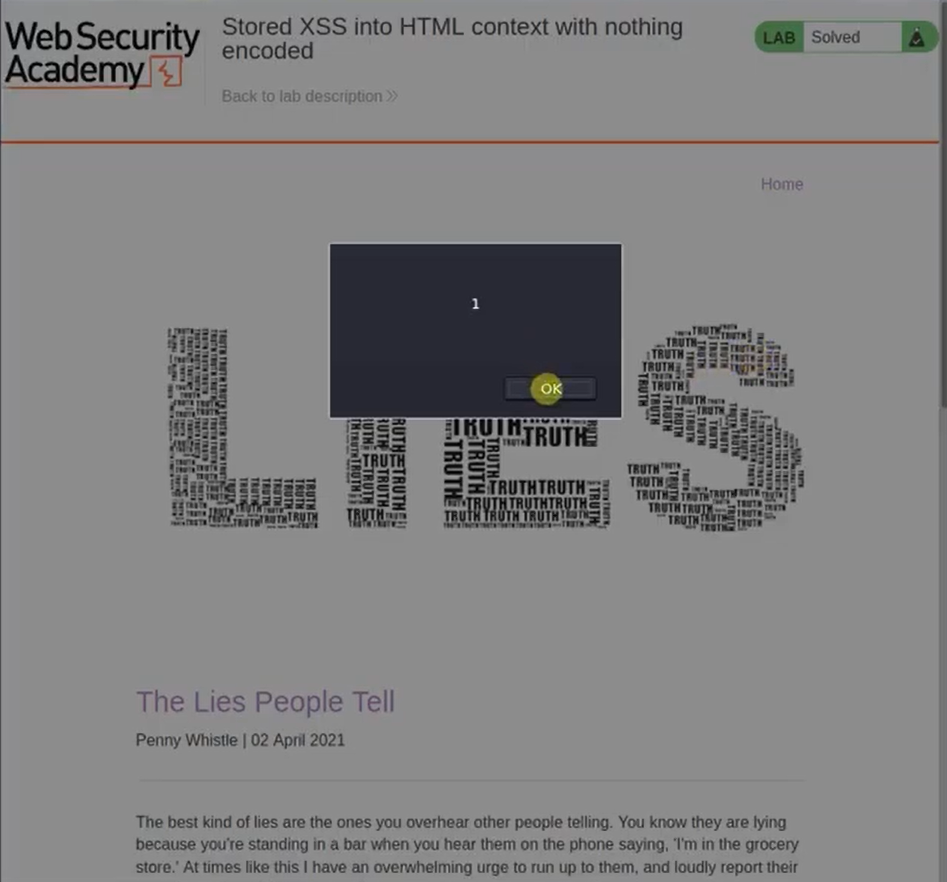 Web Security
Academy
Stored XSS into HTML context with nothing
encoded
Back to lab description
LAB Solved
Home
1
OK
The Lies People Tell
Penny Whistle | 02 April 2021
The best kind of lies are the ones you overhear other people telling. You know they are lying
because you're standing in a bar when you hear them on the phone saying, 'I'm in the grocery
store.' At times like this I have an overwhelming urge to run up to them, and loudly report their